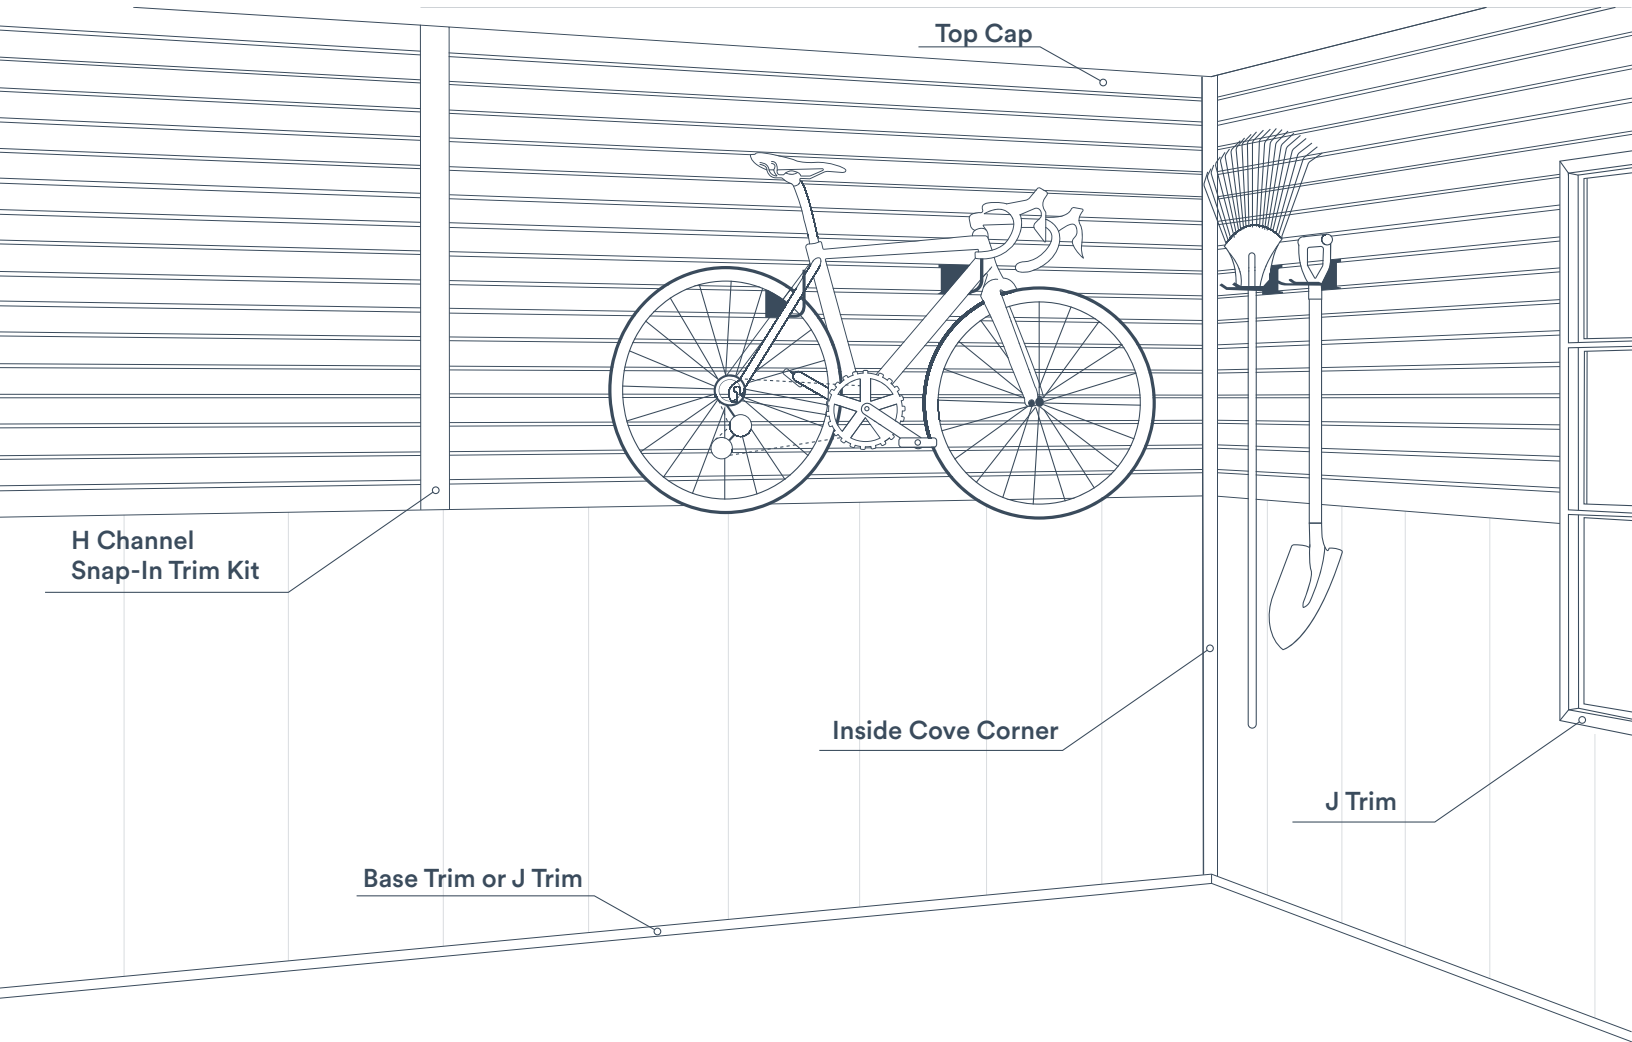 Top Cap
H Channel
Snap-In Trim Kit
Inside Cove Corner
J Trim
Base Trim or J Trim